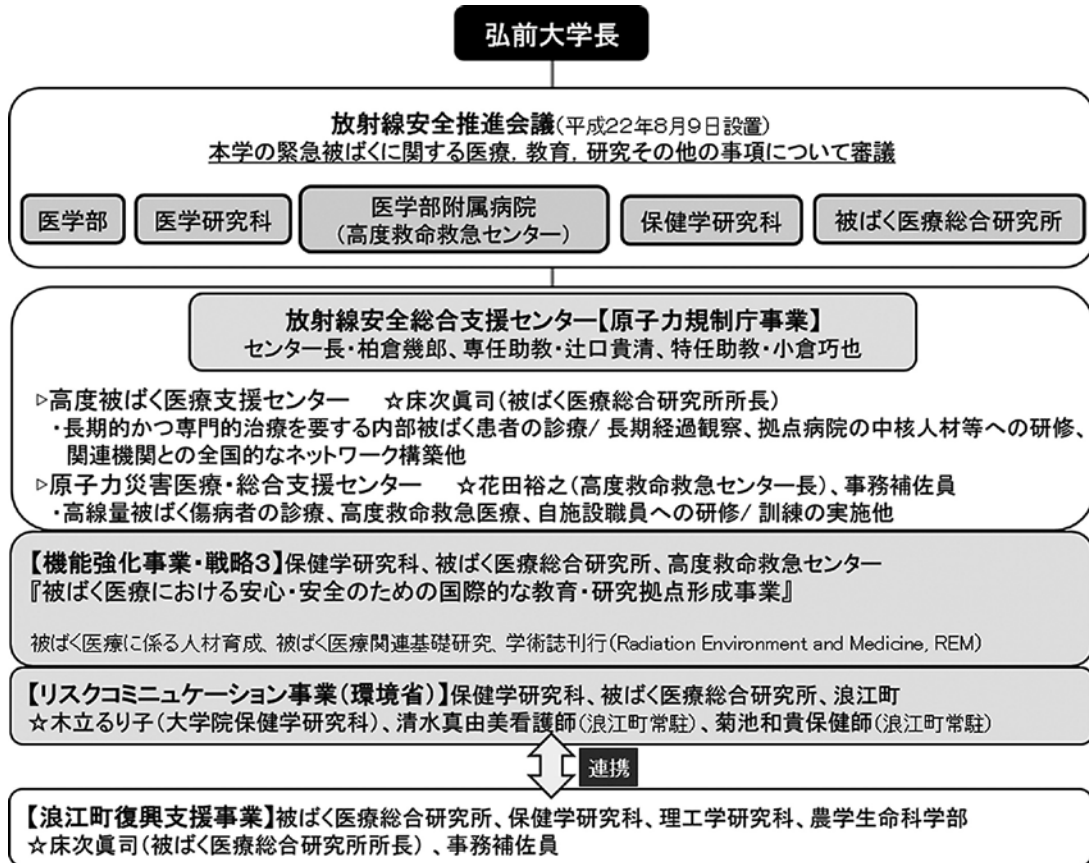 弘前大学長
放射線安全推進会議(平成22年8月9日設置)
本学の緊急被ばくに関する医療，教育，研究その他の事項について審議
医学部
医学研究科
医学部附属病院
(高度救命救急センター)
保健学研究科
被ばく医療総合研究所
放射線安全総合支援センター【原子力規制庁事業】
センター長・柏倉幾郎、専任助教・辻口貴清、特任助教・小倉巧也
▷高度被ばく医療支援センター　☆床次眞司(被ばく医療総合研究所所長)
・長期的かつ専門的治療を要する内部被ばく患者の診療/ 長期経過観察、拠点病院の中核人材等への研修、
関連機関との全国的なネットワーク構築他
▷原子力災害医療・総合支援センター　☆花田裕之(高度救命救急センター長)、事務補佐員
・高線量被ばく傷病者の診療、高度救命救急医療、自施設職員への研修/ 訓練の実施他
【機能強化事業・戦略3】保健学研究科、被ばく医療総合研究所、高度救命救急センター
『被ばく医療における安心・安全のための国際的な教育・研究拠点形成事業』
被ばく医療に係る人材育成、被ばく医療関連基礎研究、学術誌刊行(Radiation Environment and Medicine, REM)
【リスクコミニュケーション事業(環境省)】保健学研究科、被ばく医療総合研究所、浪江町
☆木立るり子(大学院保健学研究科)、清水真由美看護師(浪江町常駐)、菊池和貴保健師(浪江町常駐)
連携
【浪江町復興支援事業】被ばく医療総合研究所、保健学研究科、理工学研究科、農学生命科学部
☆床次眞司(被ばく医療総合研究所所長) 、事務補佐員